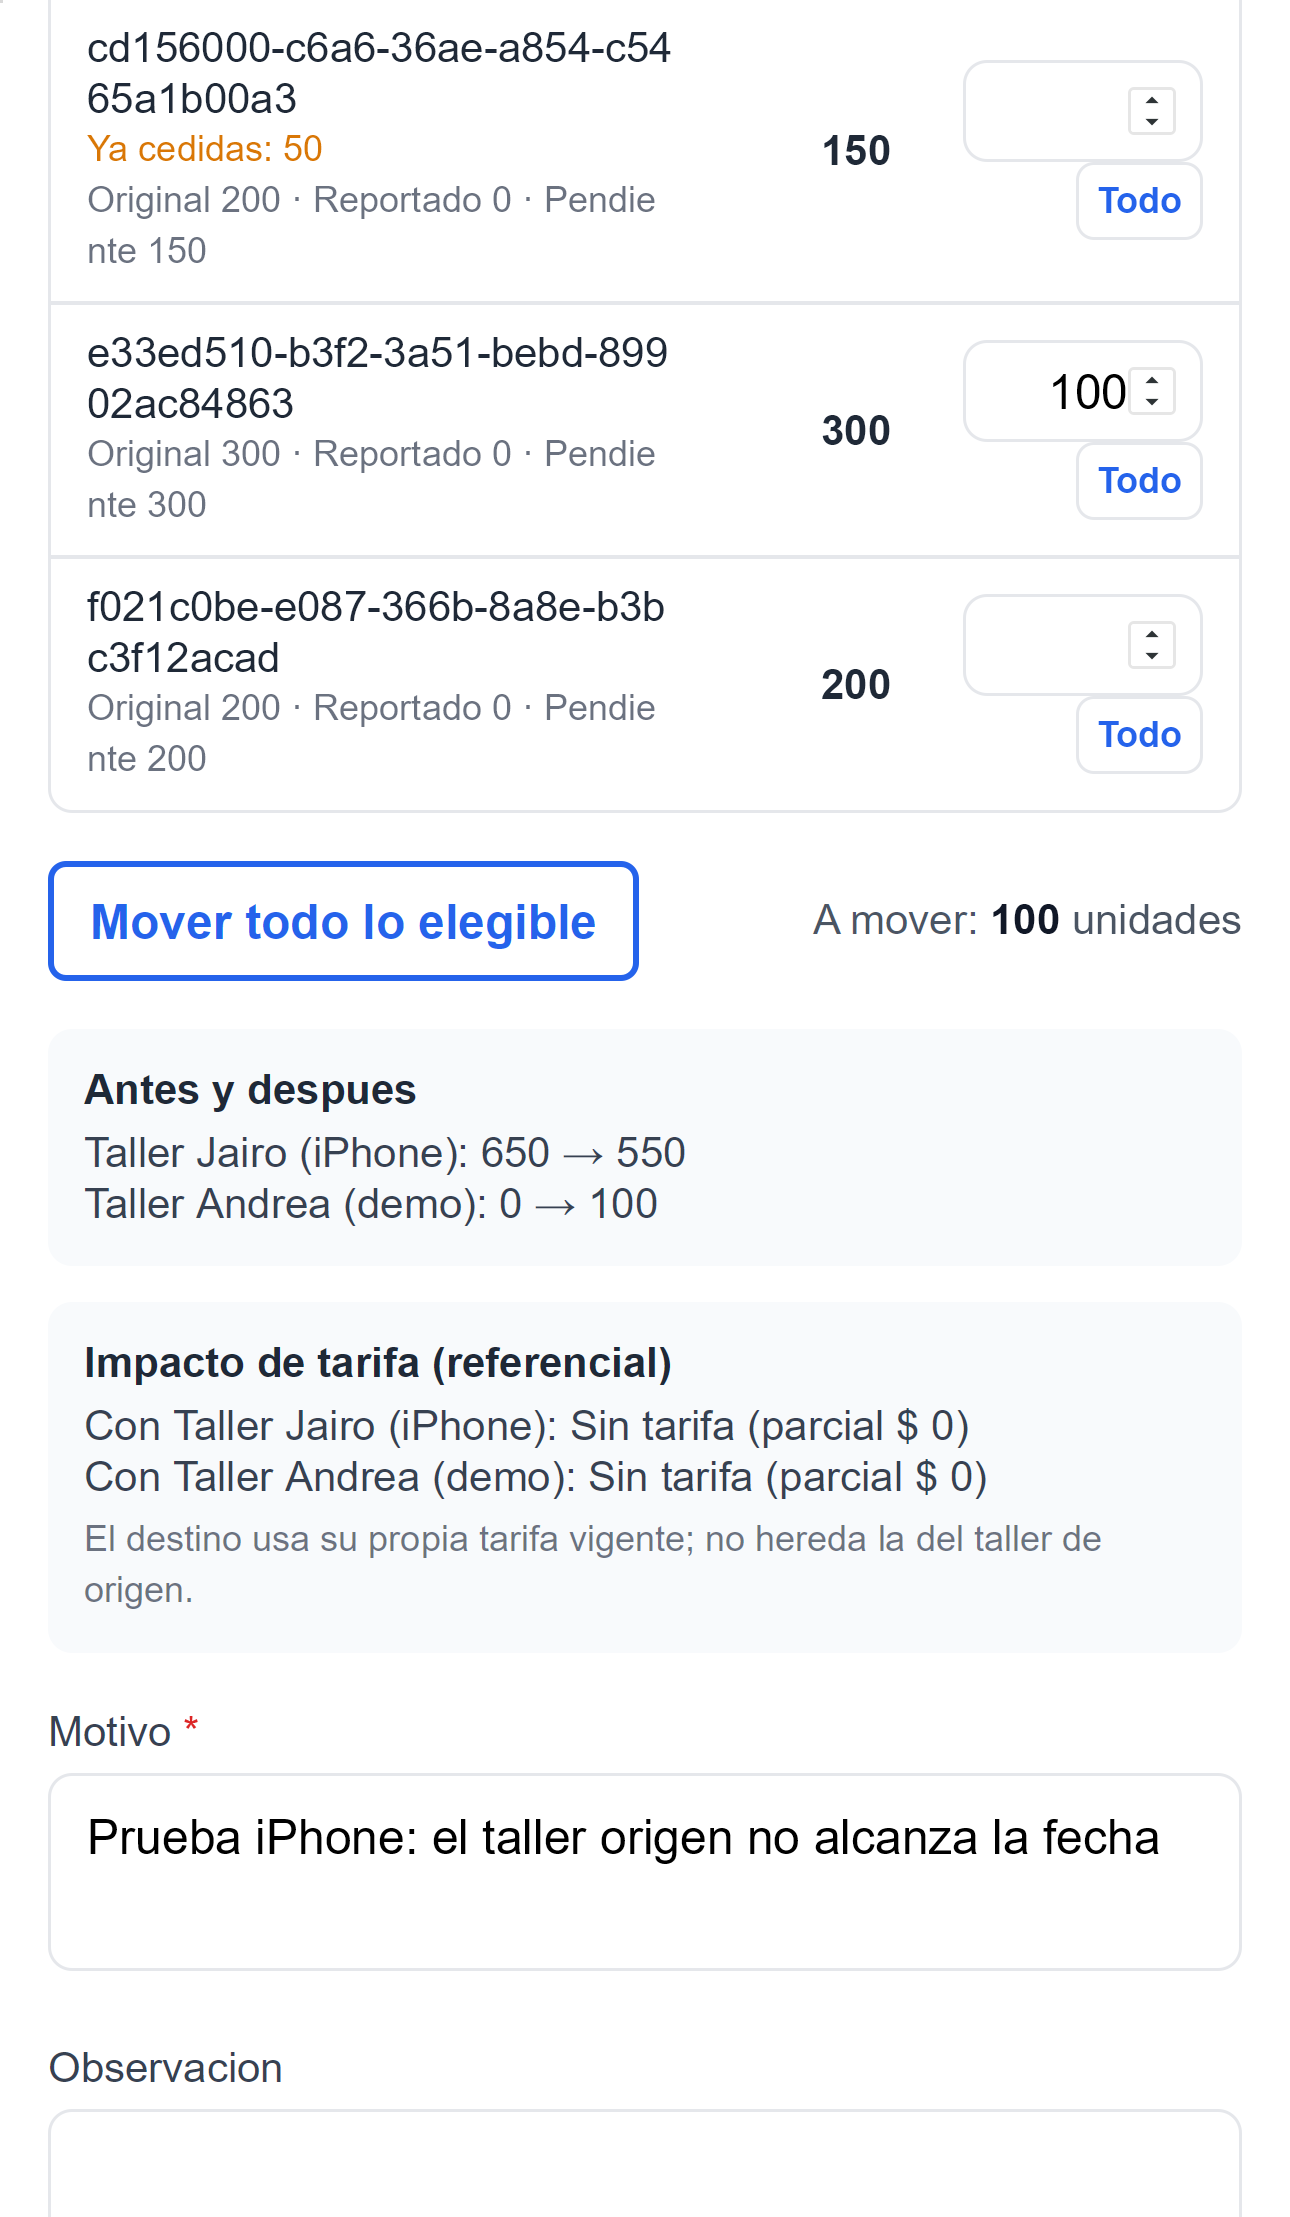 cd156000-c6a6-36ae-a854-c54
65a1b00a3
Ya cedidas: 50
Original 200 · Reportado 0 · Pendie
nte 150
150
Todo
e33ed510-b3f2-3a51-bebd-899
02ac84863
Original 300 · Reportado 0 · Pendie
nte 300
300
100
Todo
f021c0be-e087-366b-8a8e-b3b
c3f12acad
Original 200 · Reportado 0 · Pendie
nte 200
200
Todo
Mover todo lo elegible
A mover: 100 unidades
Antes y despues
Taller Jairo (iPhone): 650 → 550
Taller Andrea (demo): 0 → 100
Impacto de tarifa (referencial)
Con Taller Jairo (iPhone): Sin tarifa (parcial $ 0)
Con Taller Andrea (demo): Sin tarifa (parcial $ 0)
El destino usa su propia tarifa vigente; no hereda la del taller de
origen.
Motivo *
Prueba iPhone: el taller origen no alcanza la fecha
Observacion